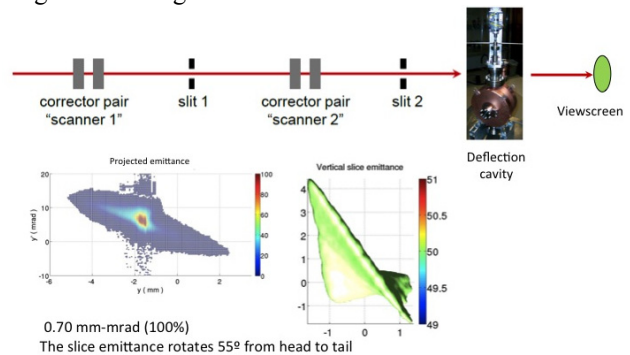 corrector pair
"scanner 1"
slit 1
corrector pair
"scanner 2"
slit 2
Deflection
cavity
Viewscreen
Projected emittance
y' ( mrad )
20
10
0
-10
-6
-4
-2
0
2
y ( mm )
100
80
60
40
20
0
Vertical slice emittance
4
3
2
1
0
-1
-1
0
1
51
50.5
50
49.5
49
0.70 mm-mrad (100%)
The slice emittance rotates 55º from head to tail